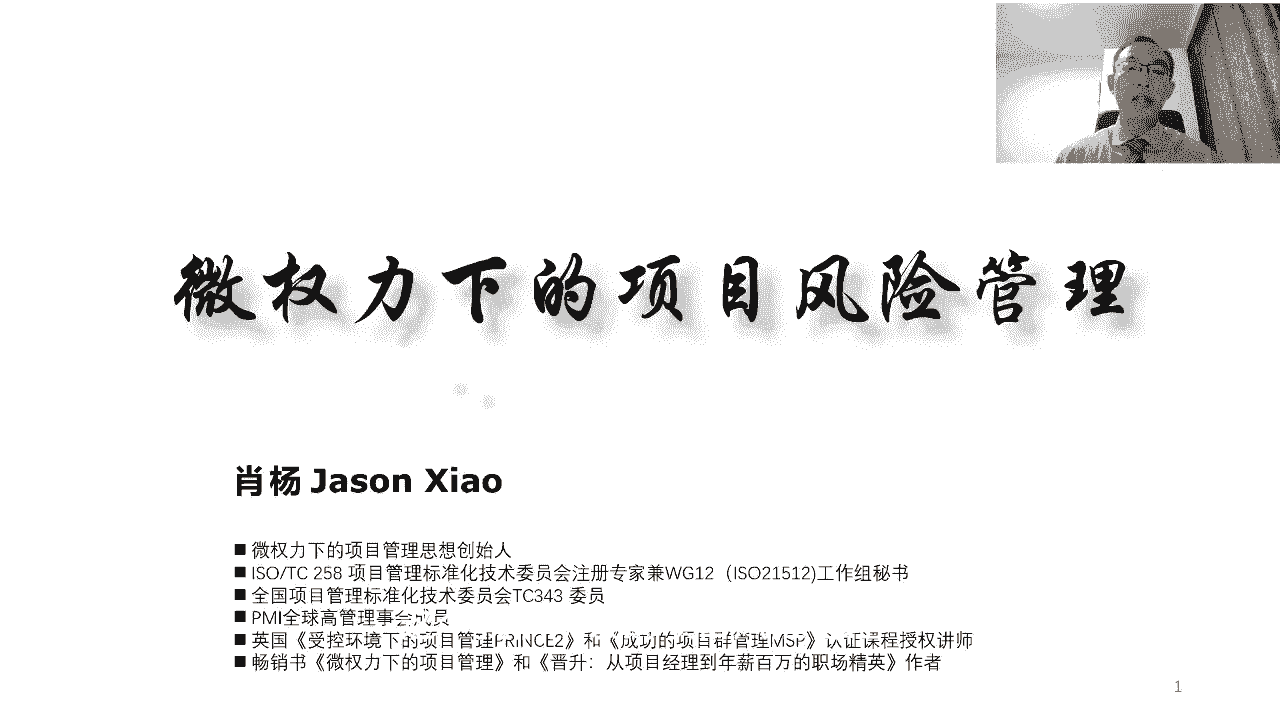 微权力下的项目风险管理
肖杨 Jason Xiao
■ 微权力下的项目管理思想创始人
■ ISO/TC 258 项目管理标准化技术委员会注册专家兼WG12（ISO21512)工作组秘书
■ 全国项目管理标准化技术委员会TC343 委员
■ PMI全球高管理事会成员
■ 英国《受控环境下的项目管理PRINCE2》和《成功的项目群管理MSP》认证课程授权讲师
■ 畅销书《微权力下的项目管理》和《晋升：从项目经理到年薪百万的职场精英》作者
1